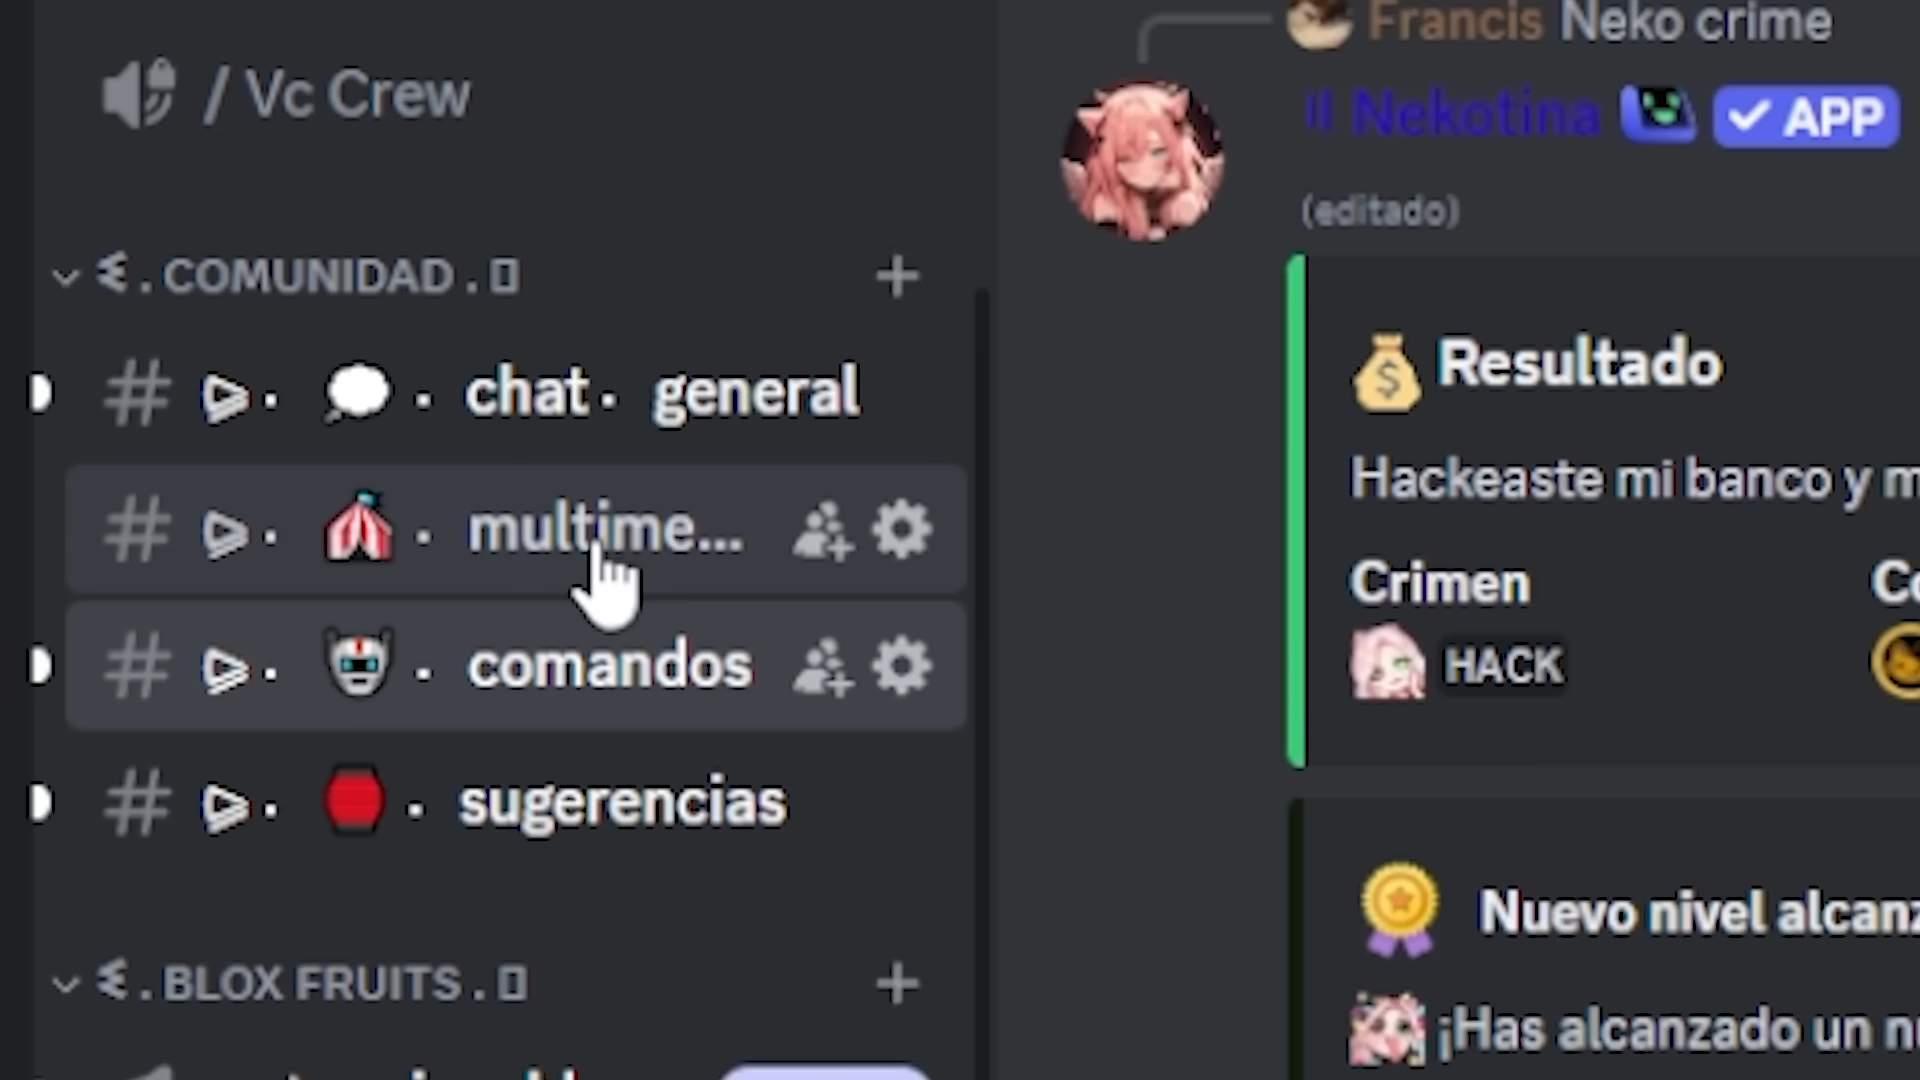 / Vc Crew
. COMUNIDAD .
# · 💭 · chat · general
# · 🎪 · multime...
# · 🤖 · comandos
# · sugerencias
. BLOX FRUITS .
Francis Neko crime
Nekotina ✓ APP
(editado)
Resultado
Hackeaste mi banco y m
Crimen
HACK
Nuevo nivel alcanz
¡Has alcanzado un n